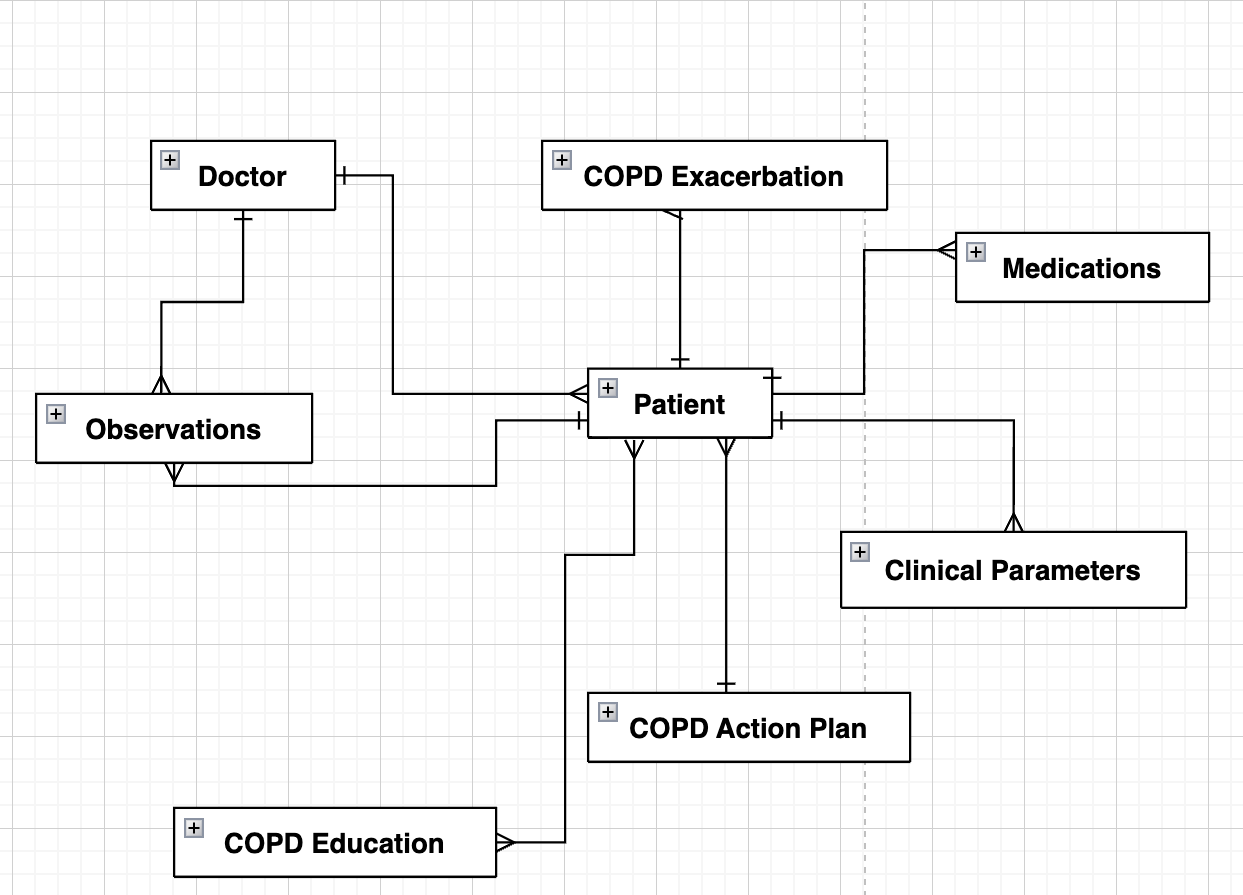 Doctor
COPD Exacerbation
Medications
Patient
Observations
Clinical Parameters
COPD Action Plan
COPD Education